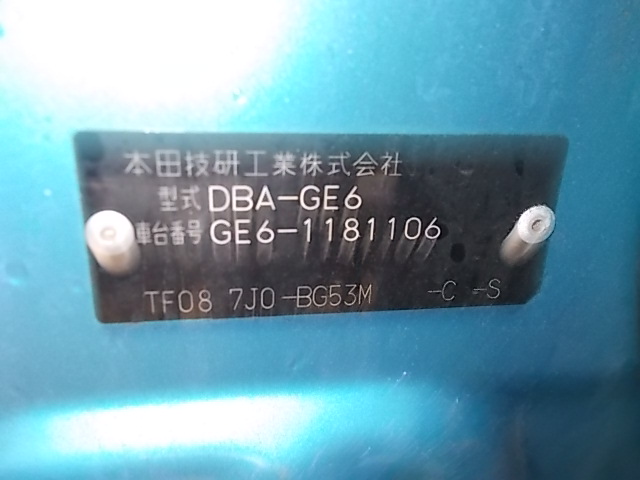 本田技研工業株式会社
型式 DBA-GE6
車台番号 GE6-1181106
TF08 7J0-BG53M -C -S